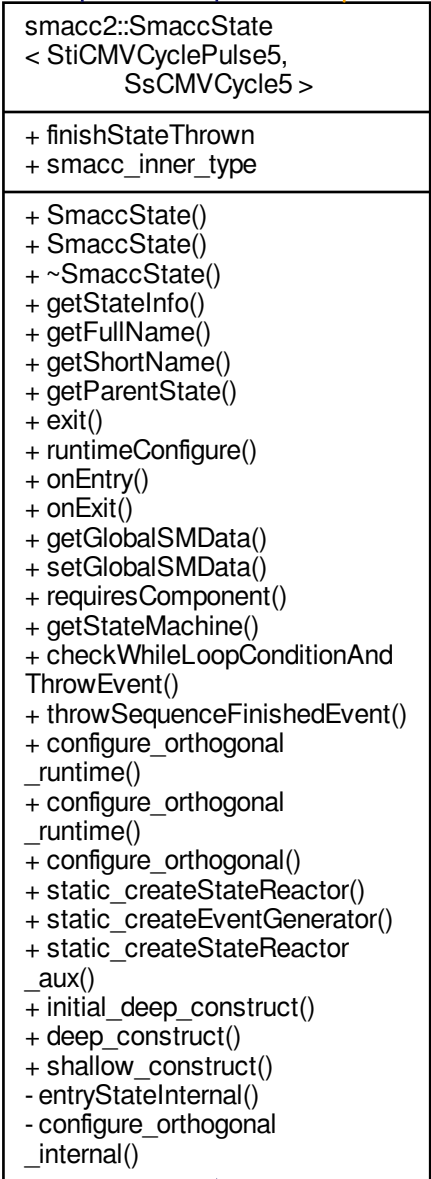 smacc2::SmaccState
< StiCMVCyclePulse5,
SsCMVCycle5 >
+ finishStateThrown
+ smacc_inner_type
+ SmaccState()
+ SmaccState()
+ ~SmaccState()
+ getStateInfo()
+ getFullName()
+ getShortName()
+ getParentState()
+ exit()
+ runtimeConfigure()
+ onEntry()
+ onExit()
+ getGlobalSMData()
+ setGlobalSMData()
+ requiresComponent()
+ getStateMachine()
+ checkWhileLoopConditionAnd
ThrowEvent()
+ throwSequenceFinishedEvent()
+ configure_orthogonal
_runtime()
+ configure_orthogonal
_runtime()
+ configure_orthogonal()
+ static_createStateReactor()
+ static_createEventGenerator()
+ static_createStateReactor
_aux()
+ initial_deep_construct()
+ deep_construct()
+ shallow_construct()
- entryStateInternal()
- configure_orthogonal
_internal()